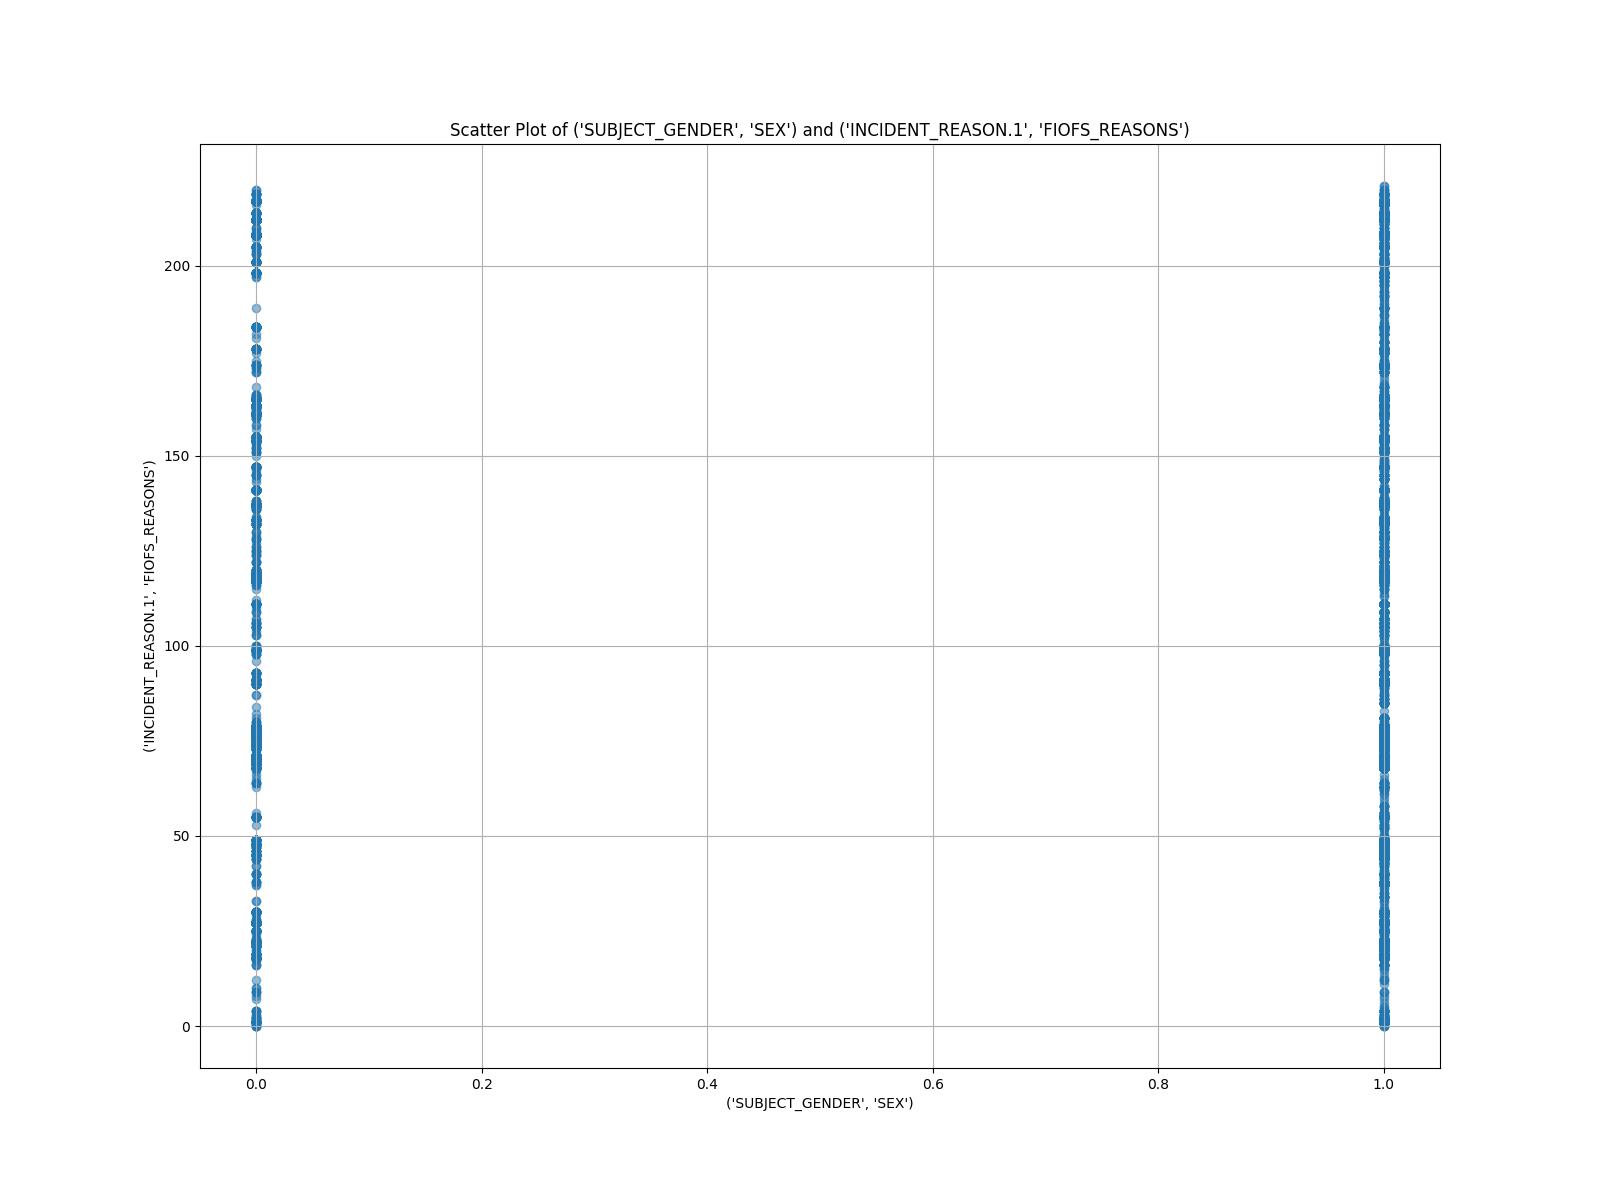 Scatter Plot of ('SUBJECT_GENDER', 'SEX') and ('INCIDENT_REASON.1', 'FIOFS_REASONS')
('INCIDENT_REASON.1', 'FIOFS_REASONS')
200
150
100
50
0
0.0 0.2 0.4 0.6 0.8 1.0
('SUBJECT_GENDER', 'SEX')